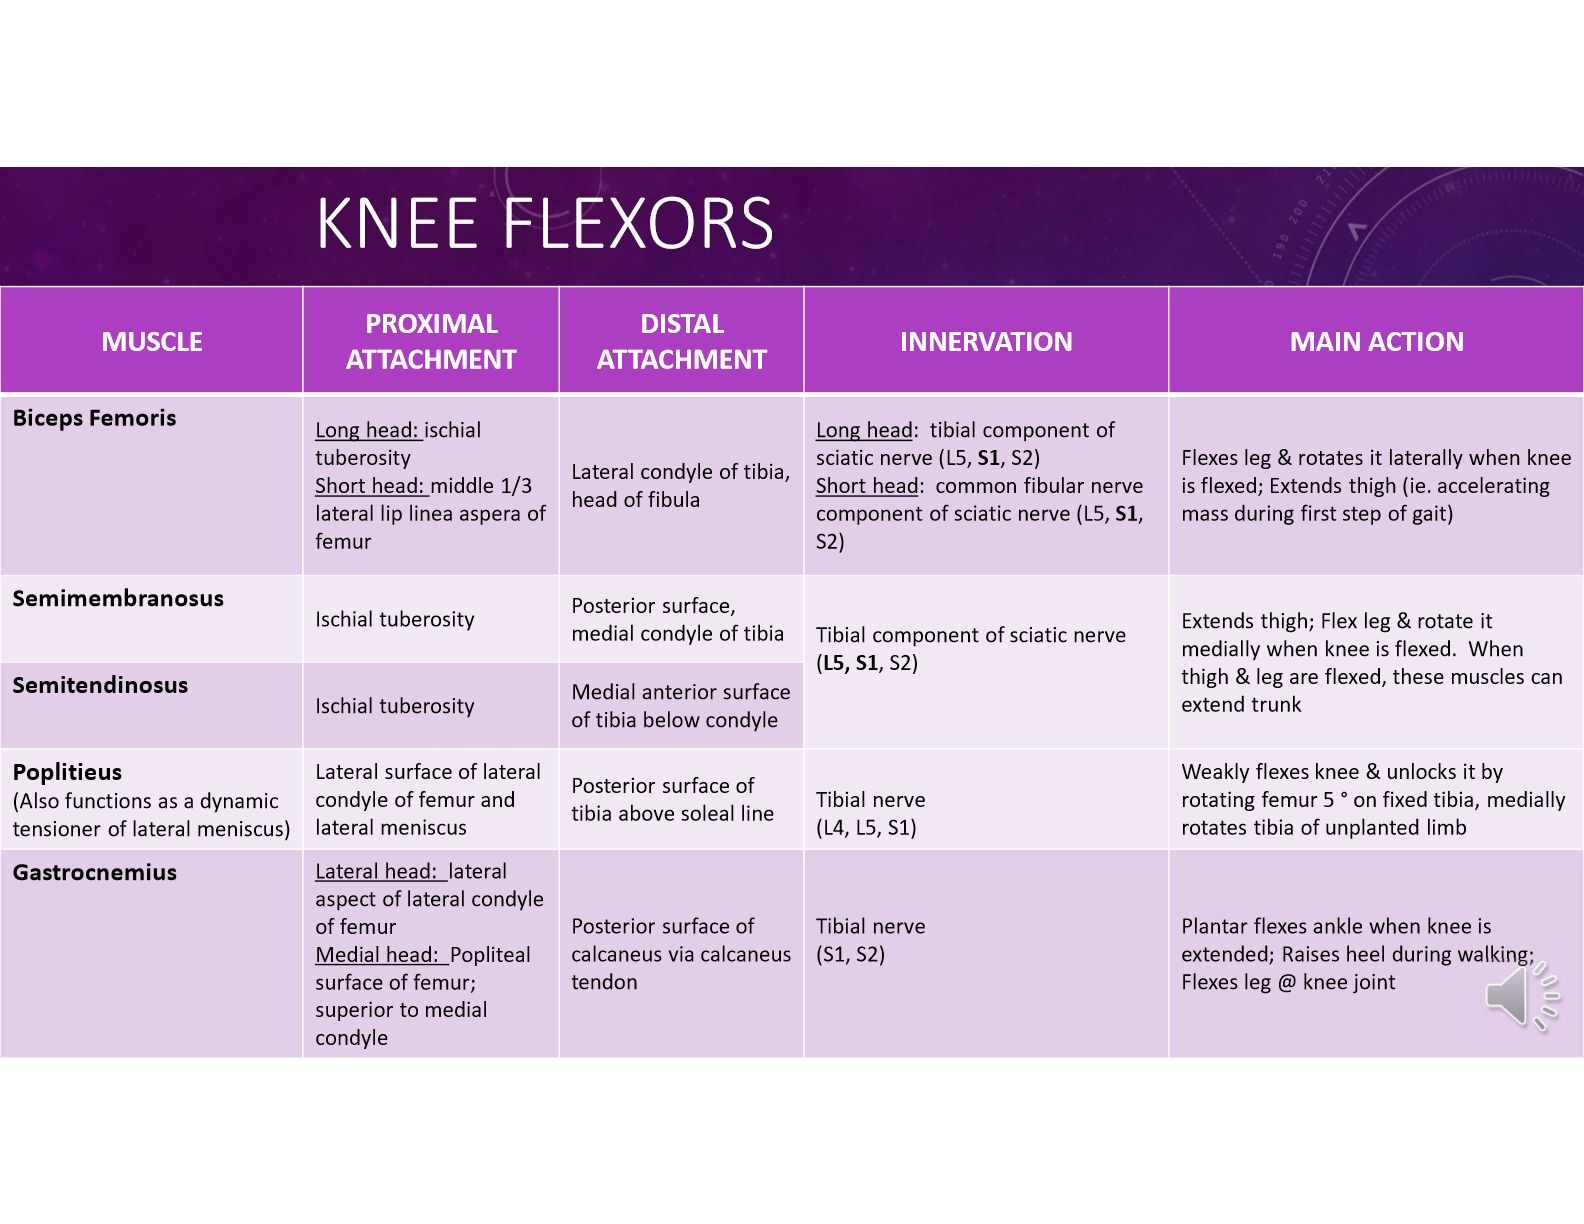 KNEE FLEXORS
MUSCLE
PROXIMAL
ATTACHMENT
DISTAL
ATTACHMENT
INNERVATION
MAIN ACTION
Biceps Femoris
Long head: ischial
tuberosity
Short head: middle 1/3
lateral lip linea aspera of
femur
Lateral condyle of tibia,
head of fibula
Long head:  tibial component of
sciatic nerve (L5, S1, S2)
Short head:  common fibular nerve
component of sciatic nerve (L5, S1,
S2)
Flexes leg & rotates it laterally when knee
is flexed; Extends thigh (ie. accelerating
mass during first step of gait)
Semimembranosus
Ischial tuberosity
Posterior surface,
medial condyle of tibia
Tibial component of sciatic nerve
(L5, S1, S2)
Extends thigh; Flex leg & rotate it
medially when knee is flexed.  When
thigh & leg are flexed, these muscles can
extend trunk
Semitendinosus
Ischial tuberosity
Medial anterior surface
of tibia below condyle
Poplitieus
(Also functions as a dynamic
tensioner of lateral meniscus)
Lateral surface of lateral
condyle of femur and
lateral meniscus
Posterior surface of
tibia above soleal line
Tibial nerve
(L4, L5, S1)
Weakly flexes knee & unlocks it by
rotating femur 5 ° on fixed tibia, medially
rotates tibia of unplanted limb
Gastrocnemius
Lateral head:  lateral
aspect of lateral condyle
of femur
Medial head:  Popliteal
surface of femur;
superior to medial
condyle
Posterior surface of
calcaneus via calcaneus
tendon
Tibial nerve
(S1, S2)
Plantar flexes ankle when knee is
extended; Raises heel during walking;
Flexes leg @ knee joint
190 200